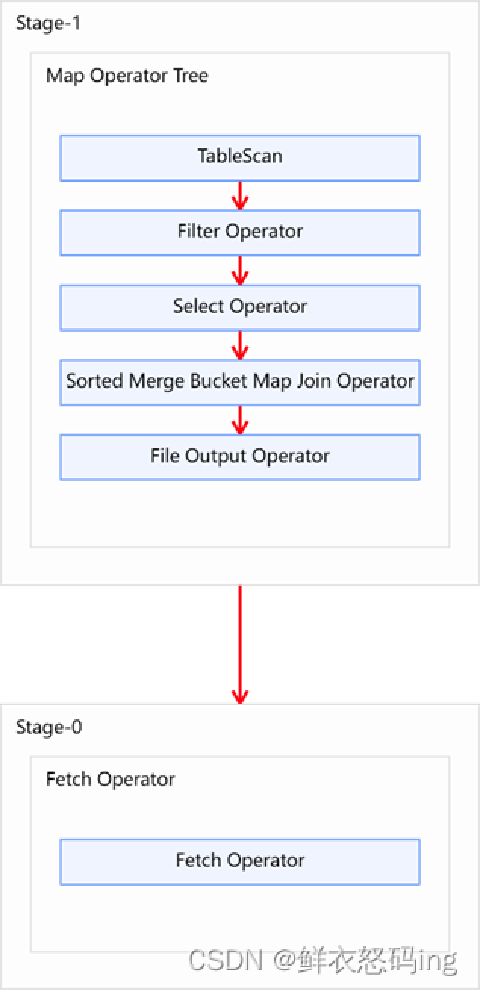 Stage-1
Map Operator Tree
TableScan
Filter Operator
Select Operator
Sorted Merge Bucket Map Join Operator
File Output Operator
Stage-0
Fetch Operator
Fetch Operator
CSDN @鲜衣怒码ing